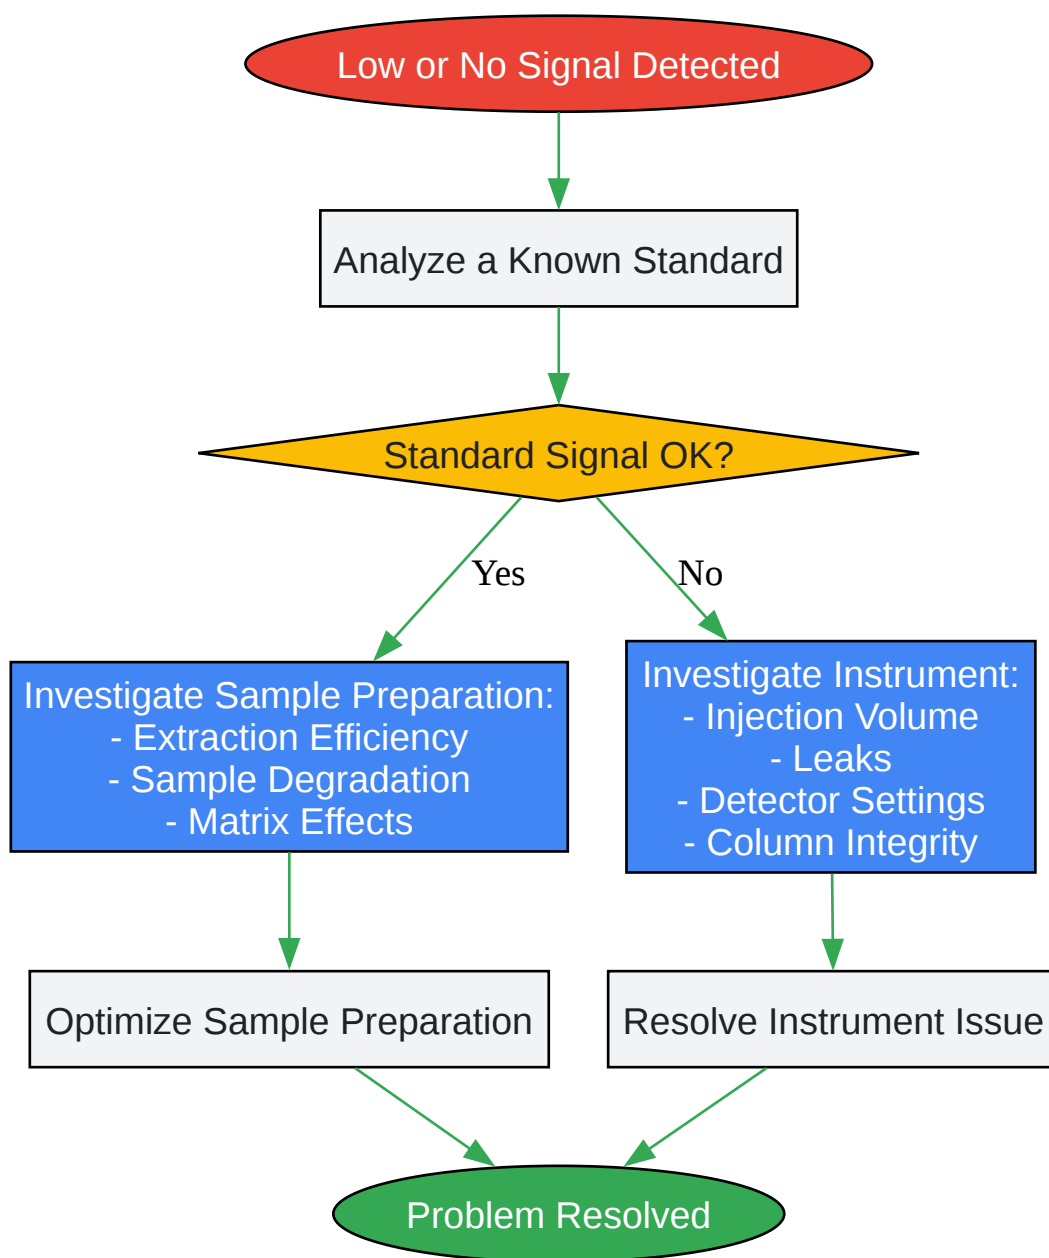 Low or No Signal Detected
Analyze a Known Standard
Standard Signal OK?
Yes
No
Investigate Sample Preparation:
- Extraction Efficiency
- Sample Degradation
- Matrix Effects
Investigate Instrument:
- Injection Volume
- Leaks
- Detector Settings
- Column Integrity
Optimize Sample Preparation
Resolve Instrument Issue
Problem Resolved